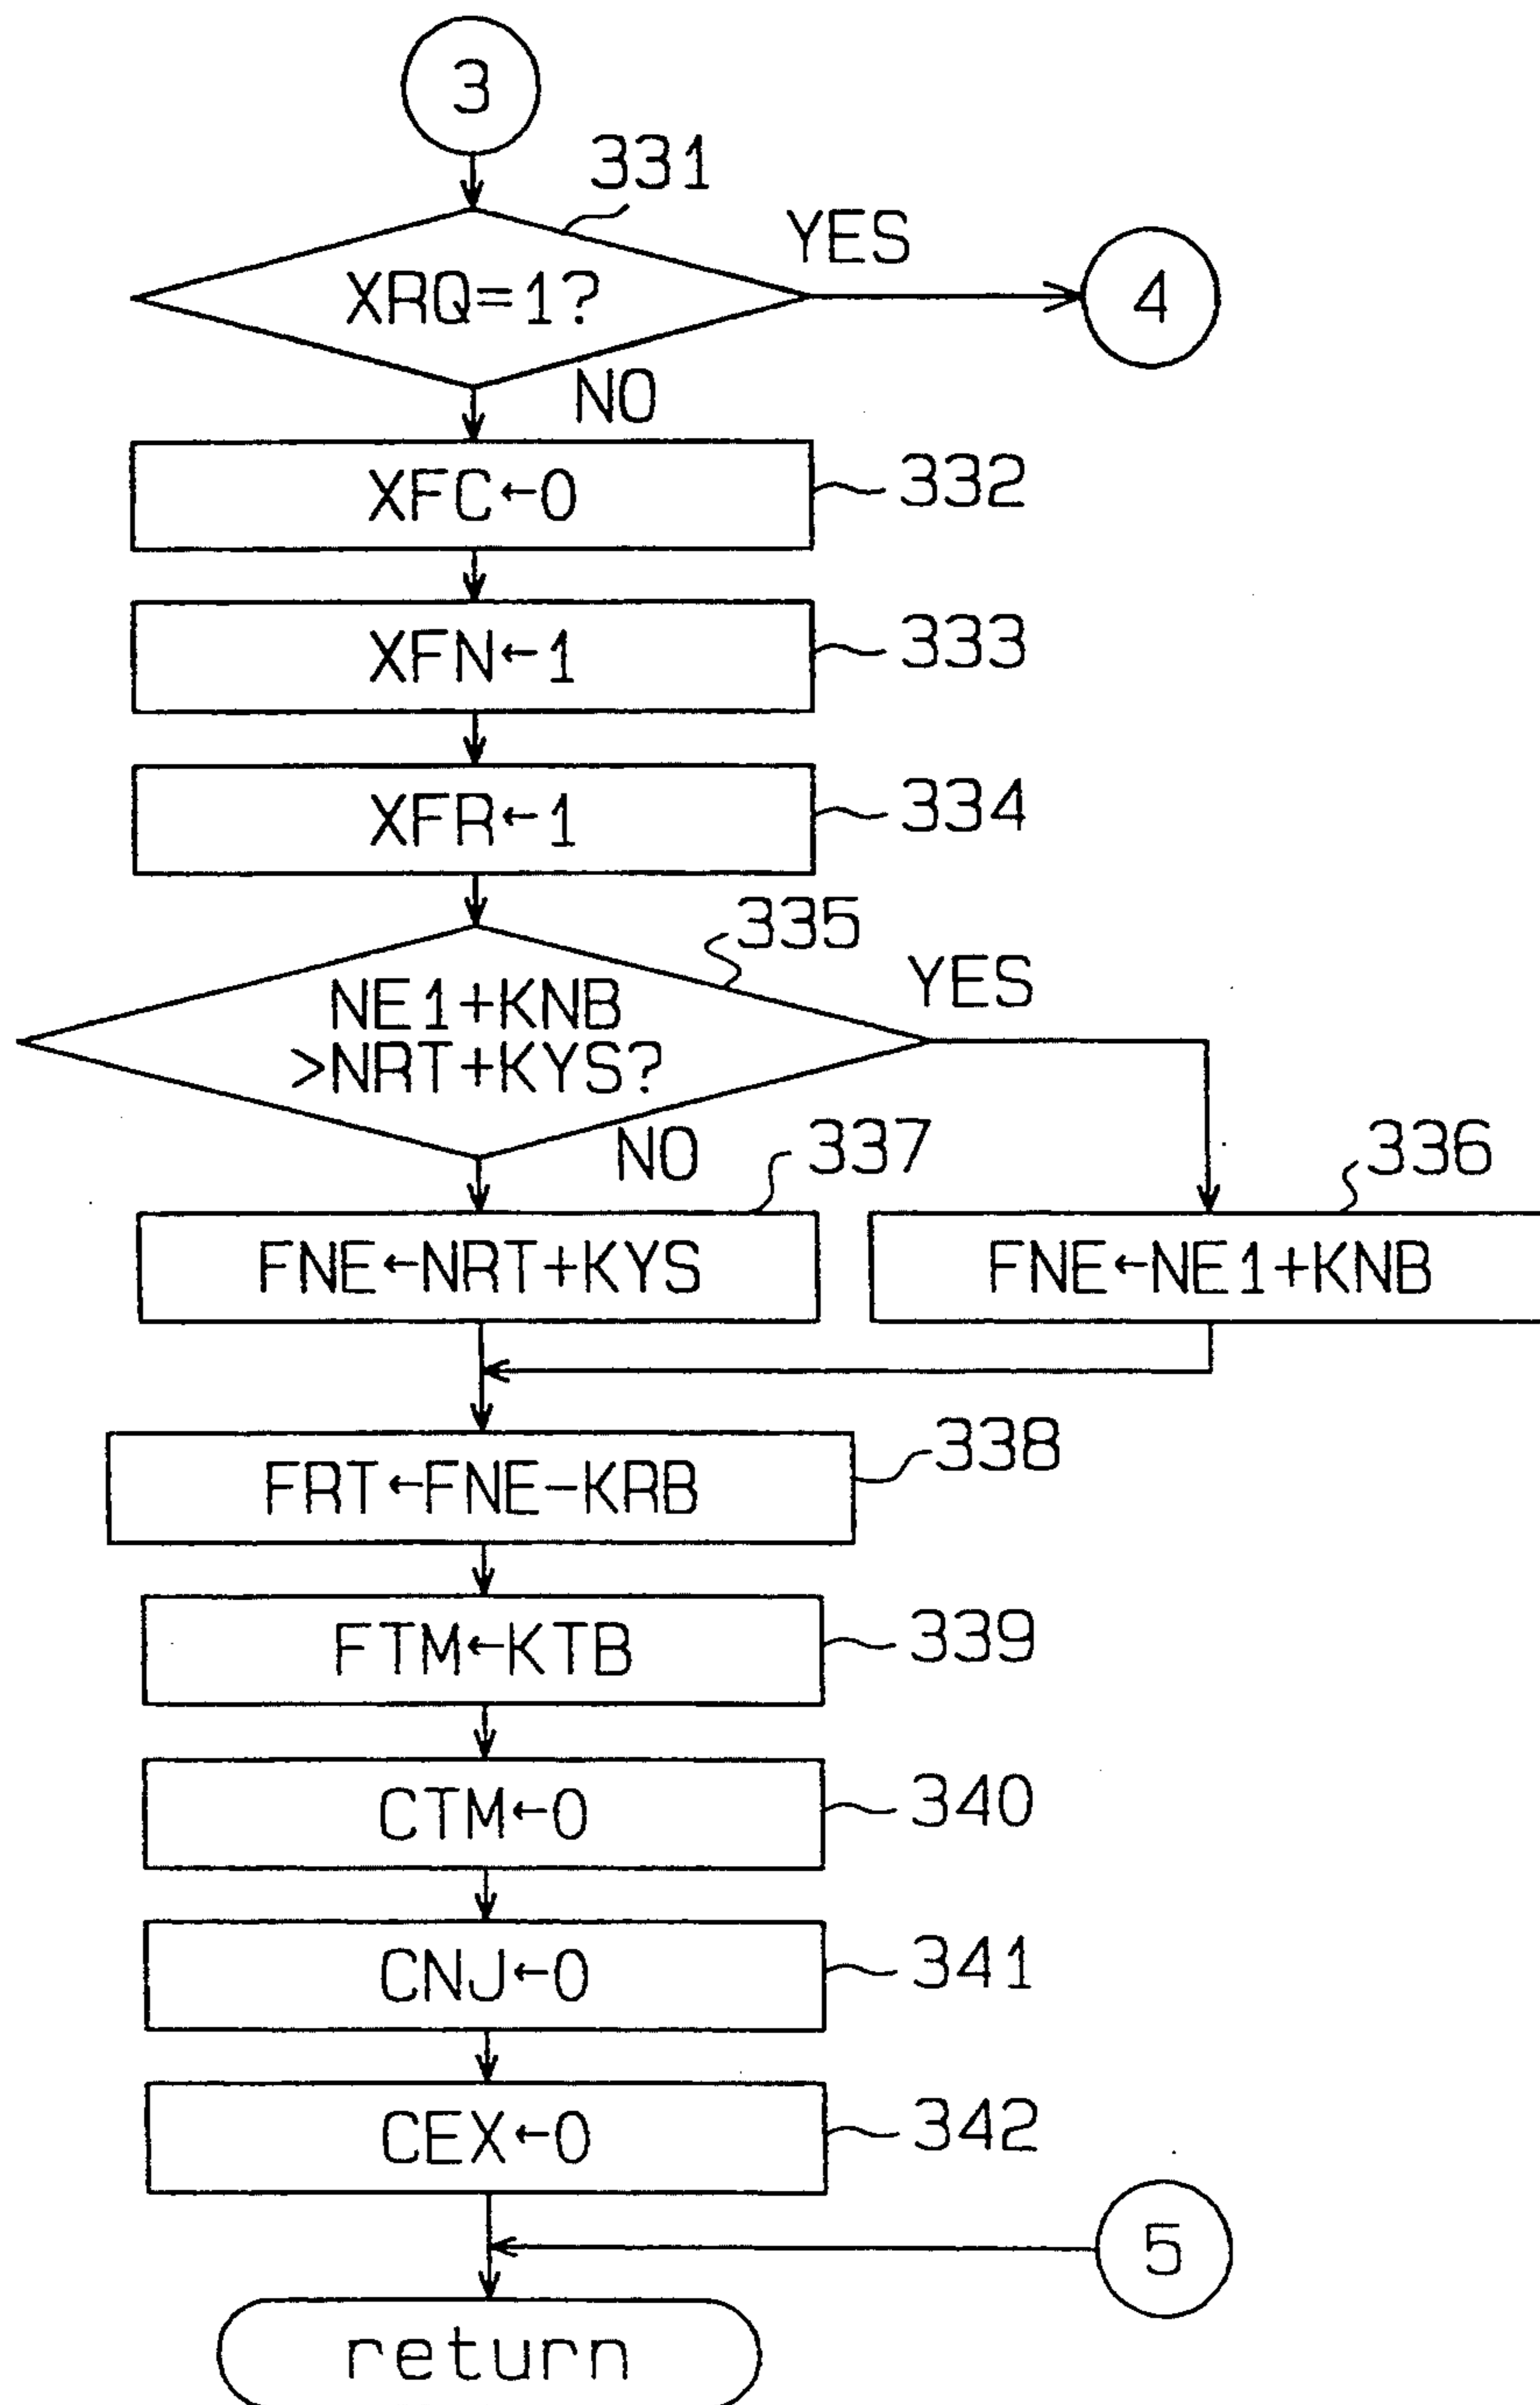 3
331
YES
XRQ=1?
4
NO
XFC←0
332
XFN←1
333
XFR←1
334
335
YES
NE1+KNB
>NRT+KYS?
NO
337
336
FNE←NRT+KYS
FNE←NE1+KNB
338
FRT←FNE-KRB
FTM←KTB
339
CTM←0
340
CNJ←0
341
CEX←0
342
5
return